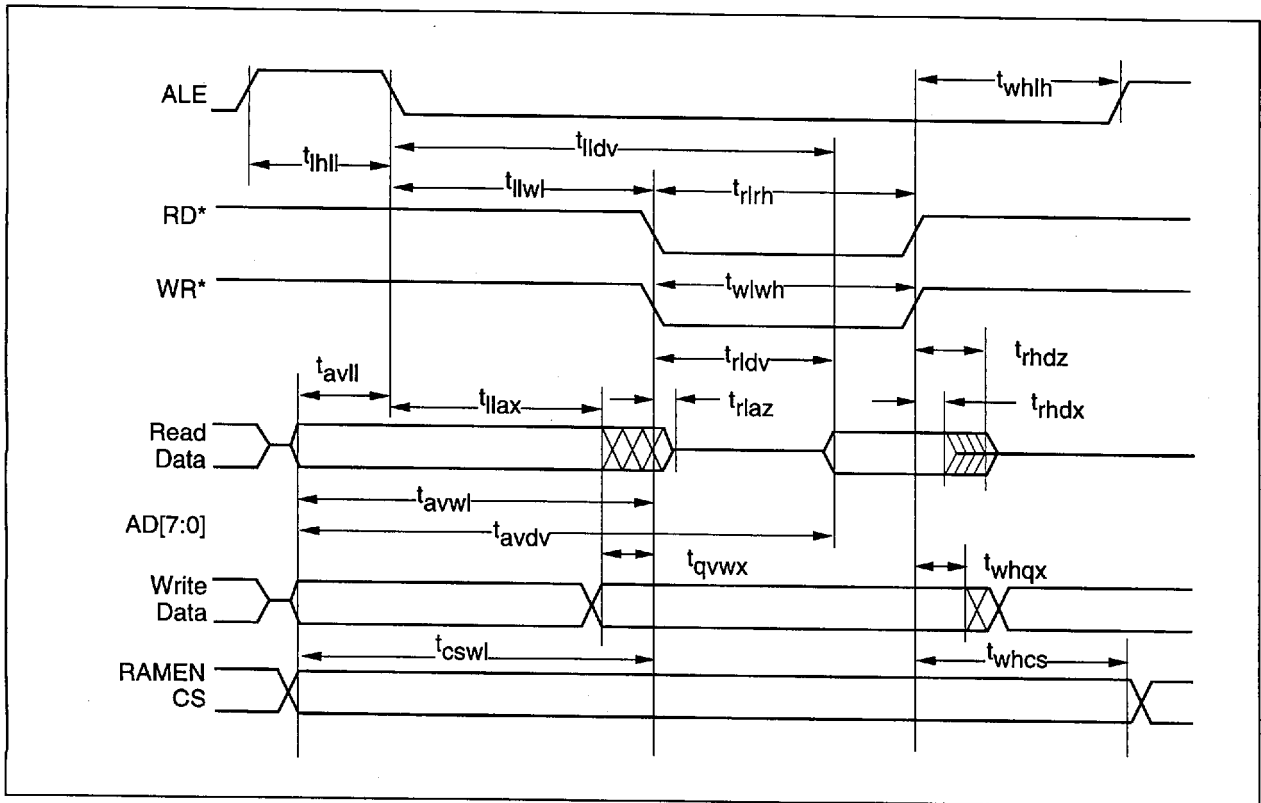 ALE
t_whlh
t_lhll
t_lldv
t_llwl
t_rlrh
RD*
WR*
t_wlwh
t_rldv
t_rhdz
t_avll
t_llax
t_rlaz
t_rhdx
Read
Data
t_avwl
AD[7:0]
t_avdv
t_qvwx
t_whqx
Write
Data
t_cswl
t_whcs
RAMEN
CS